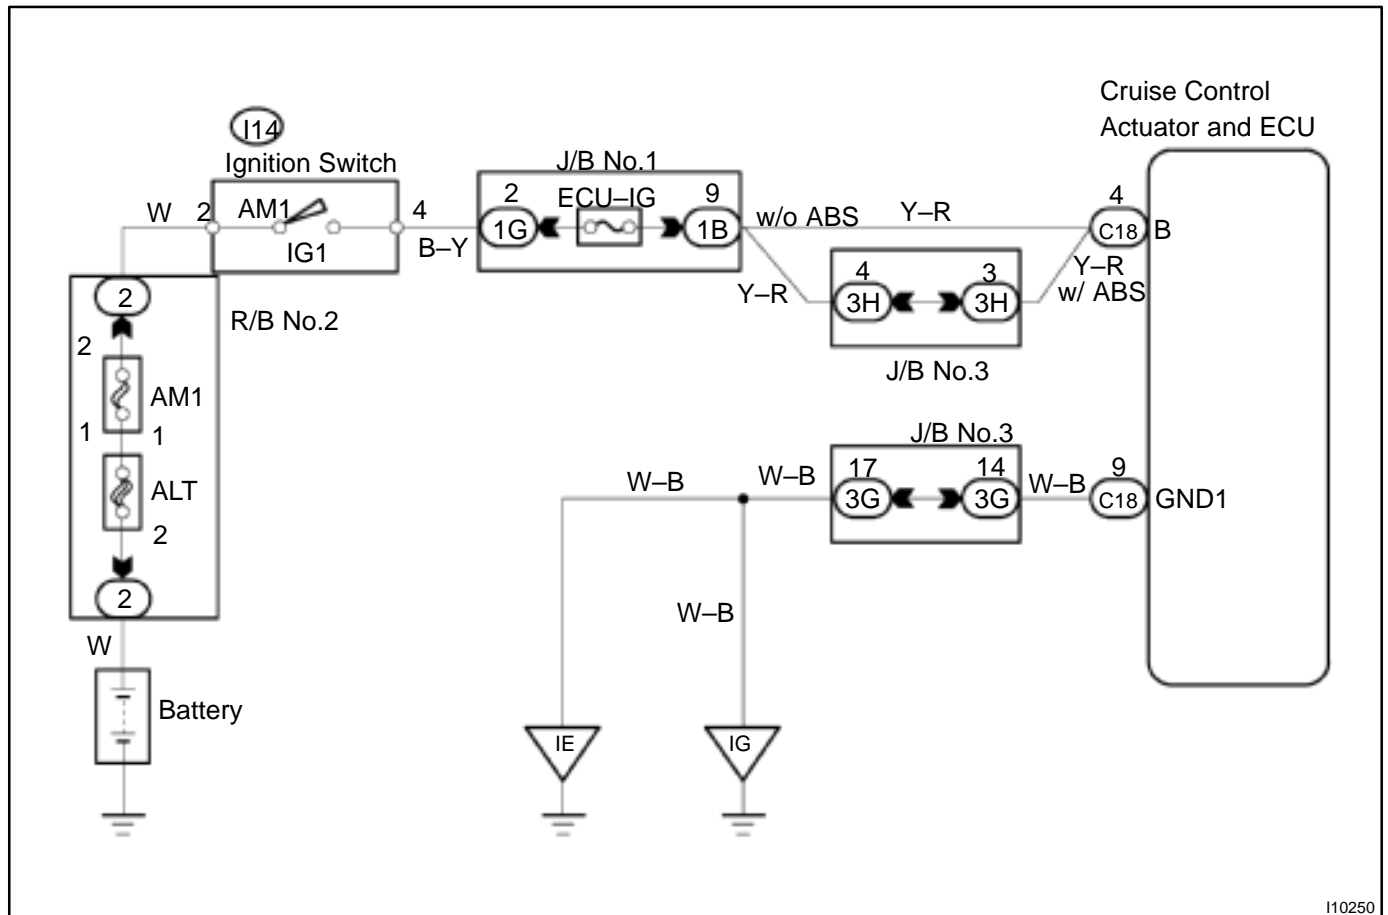 Cruise Control
Actuator and ECU
I14
Ignition Switch
J/B No.1
W
2
AM1
IG1
4
B–Y
2
1G
ECU–IG
9
1B
w/o ABS
Y–R
4
C18
B
Y–R
4
3H
3
3H
Y–R
w/ ABS
J/B No.3
2
R/B No.2
2
AM1
1
1
ALT
2
2
W
Battery
J/B No.3
W–B
W–B
17
3G
14
3G
W–B
9
C18
GND1
W–B
IE
IG
I10250